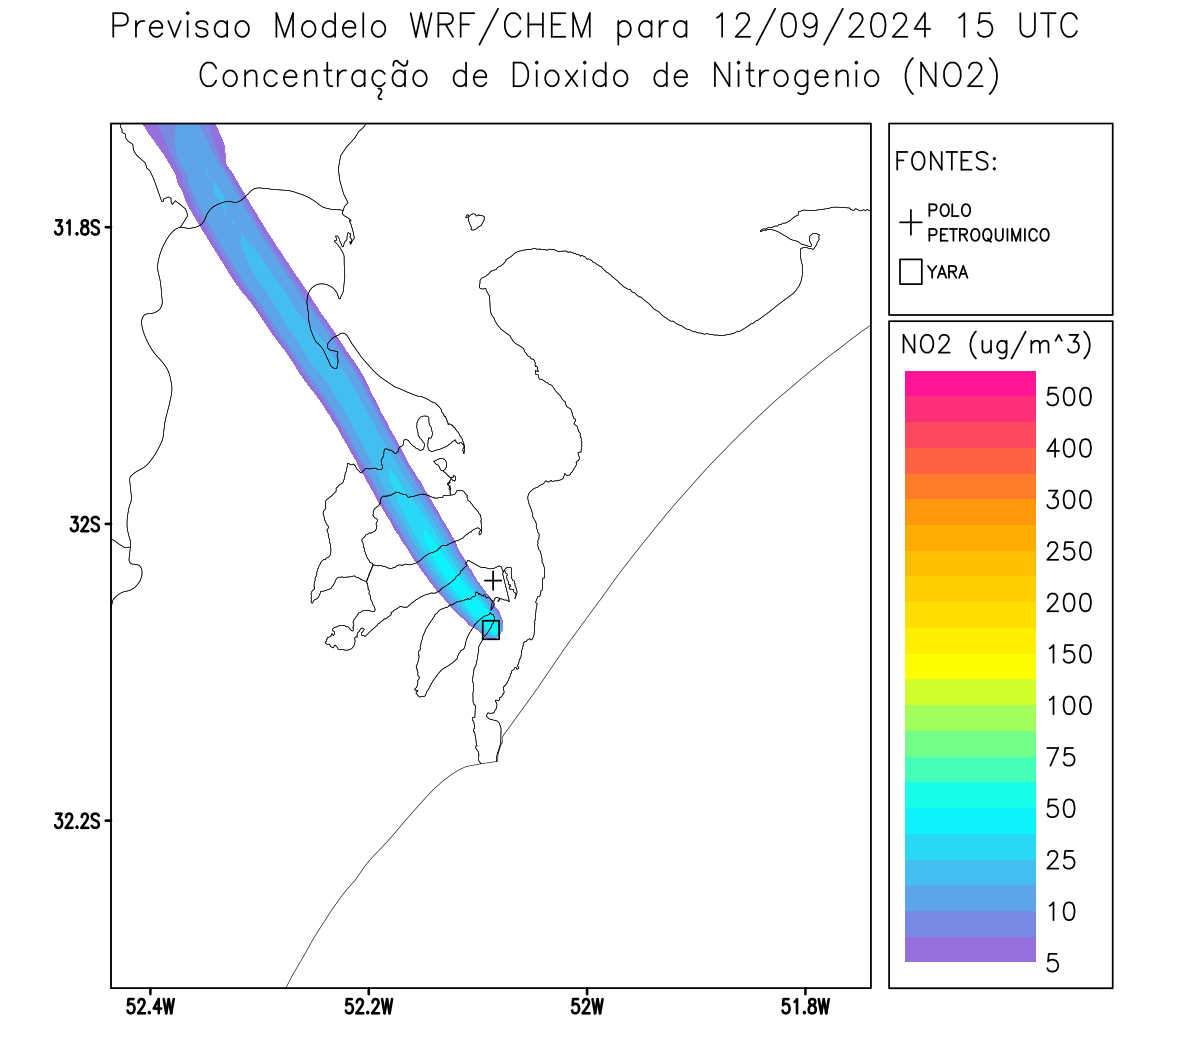 Previsao Modelo WRF/CHEM para 12/09/2024 15 UTC
Concentração de Dioxido de Nitrogenio (NO2)
FONTES:
POLO
PETROQUIMICO
YARA
31.8S
32S
32.2S
52.4W
52.2W
52W
51.8W
NO2 (ug/m^3)
500
400
300
250
200
150
100
75
50
25
10
5